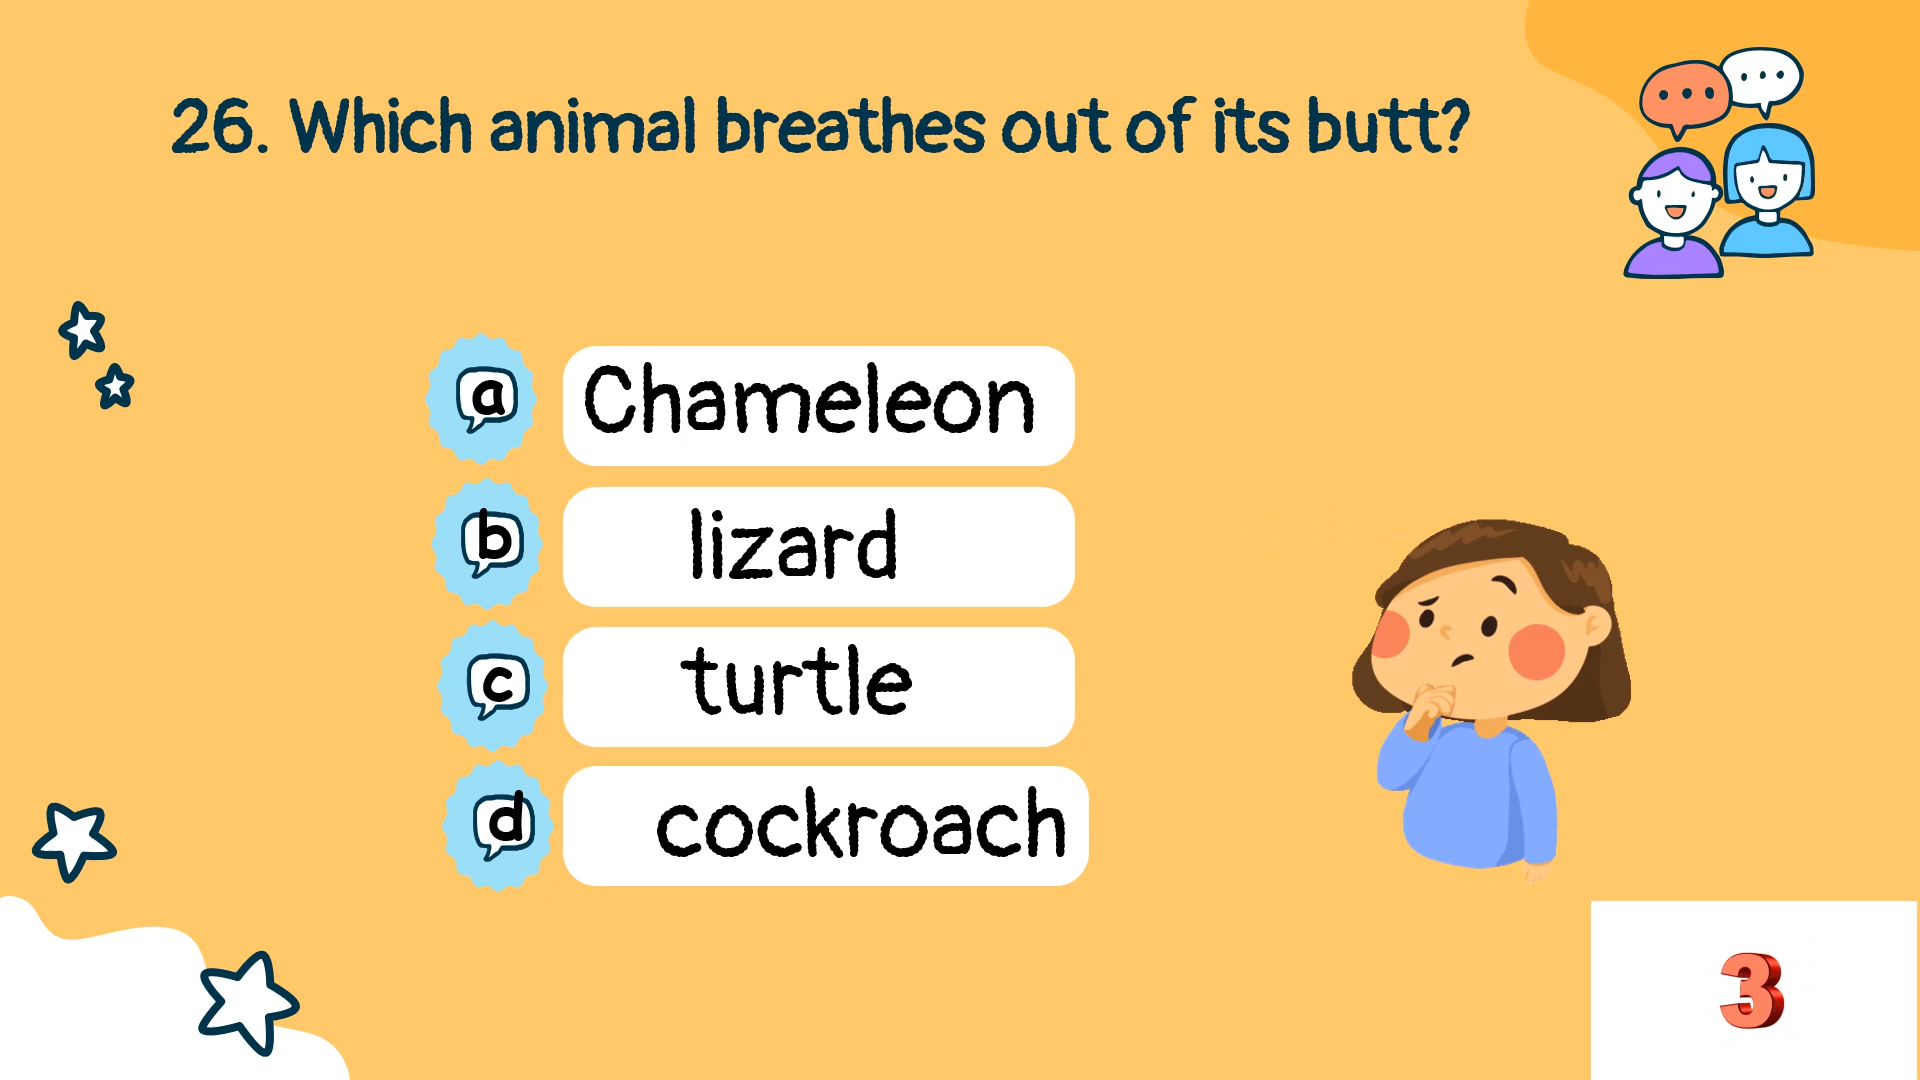 26. Which animal breathes out of its butt?
a Chameleon
b lizard
c turtle
d cockroach
3